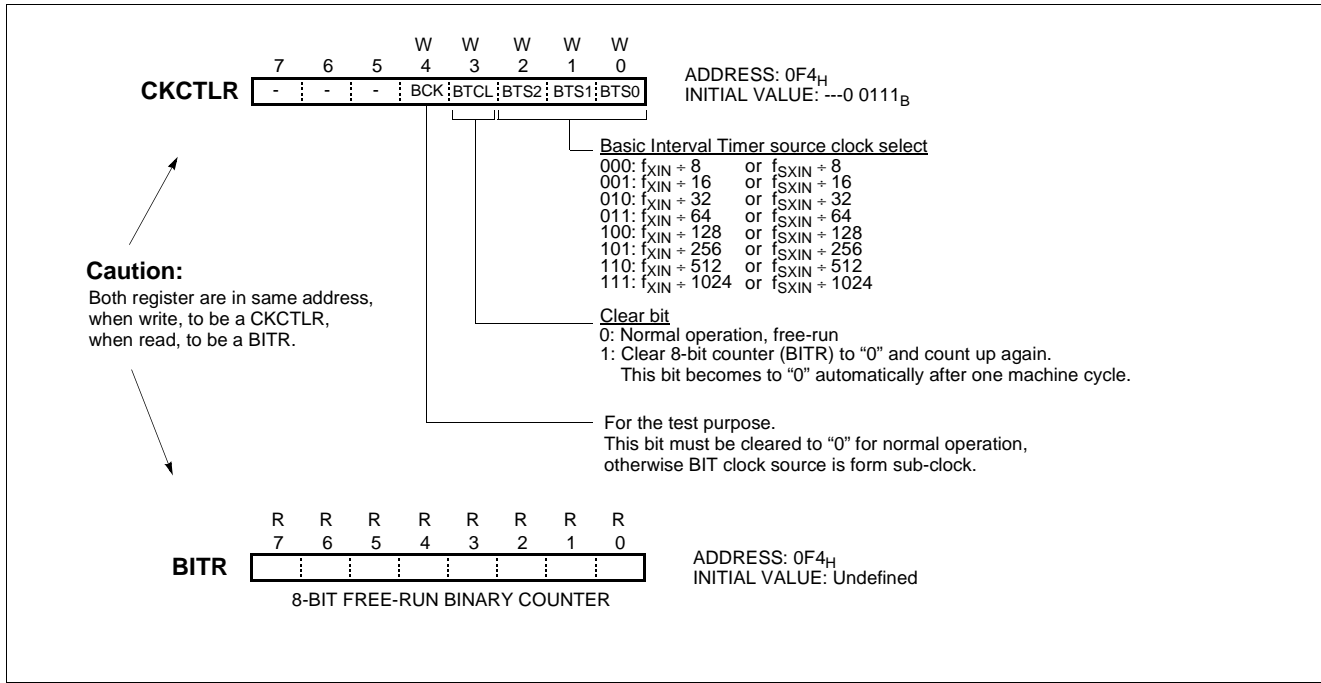 W W W W W
7 6 5 4 3 2 1 0
CKCTLR - - - BCK BTCL BTS2 BTS1 BTS0
ADDRESS: 0F4H
INITIAL VALUE: ---0 0111B
Basic Interval Timer source clock select
000: fXIN ÷ 8 or fSXIN ÷ 8
001: fXIN ÷ 16 or fSXIN ÷ 16
010: fXIN ÷ 32 or fSXIN ÷ 32
011: fXIN ÷ 64 or fSXIN ÷ 64
100: fXIN ÷ 128 or fSXIN ÷ 128
101: fXIN ÷ 256 or fSXIN ÷ 256
110: fXIN ÷ 512 or fSXIN ÷ 512
111: fXIN ÷ 1024 or fSXIN ÷ 1024
Caution:
Both register are in same address,
when write, to be a CKCTLR,
when read, to be a BITR.
Clear bit
0: Normal operation, free-run
1: Clear 8-bit counter (BITR) to “0” and count up again.
This bit becomes to “0” automatically after one machine cycle.
For the test purpose.
This bit must be cleared to “0” for normal operation,
otherwise BIT clock source is form sub-clock.
R R R R R R R R
7 6 5 4 3 2 1 0
BITR
ADDRESS: 0F4H
INITIAL VALUE: Undefined
8-BIT FREE-RUN BINARY COUNTER